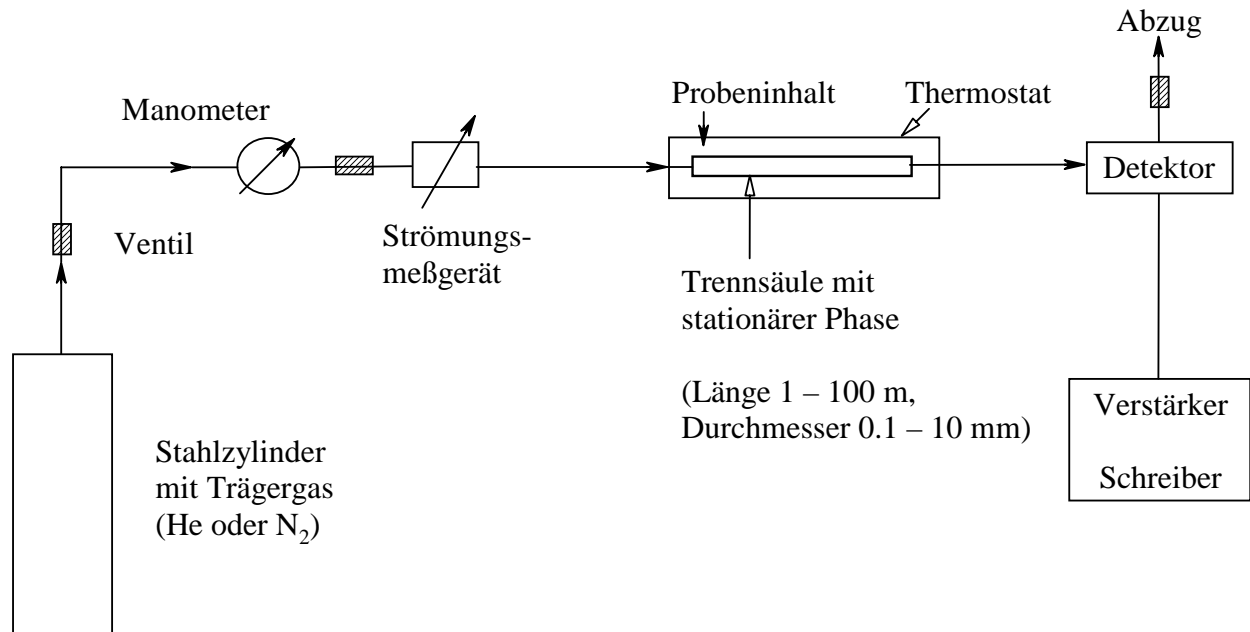 Abzug
Manometer
Probeninhalt
Thermostat
Detektor
Ventil
Strömungs-
meßgerät
Trennsäule mit
stationärer Phase
(Länge 1 – 100 m,
Durchmesser 0.1 – 10 mm)
Verstärker
Schreiber
Stahlzylinder
mit Trägergas
(He oder N₂)